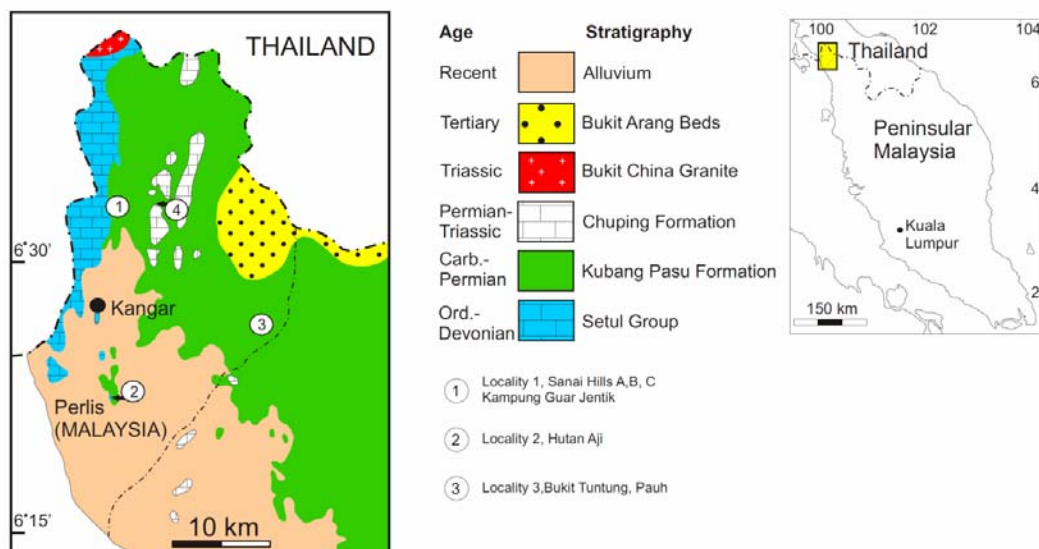 THAILAND
1
4
6°30'
Kangar
3
2
Perlis
(MALAYSIA)
6°15'
10 km
Age Stratigraphy
Recent Alluvium
Tertiary Bukit Arang Beds
Triassic Bukit China Granite
Permian-
Triassic Chuping Formation
Carb.-
Permian Kubang Pasu Formation
Ord.-
Devonian Setul Group
1 Locality 1, Sanai Hills A,B, C
Kampung Guar Jentik
2 Locality 2, Hutan Aji
3 Locality 3,Bukit Tuntung, Pauh
100 102 104
Thailand
6
Peninsular
Malaysia
4
Kuala
Lumpur
2
150 km